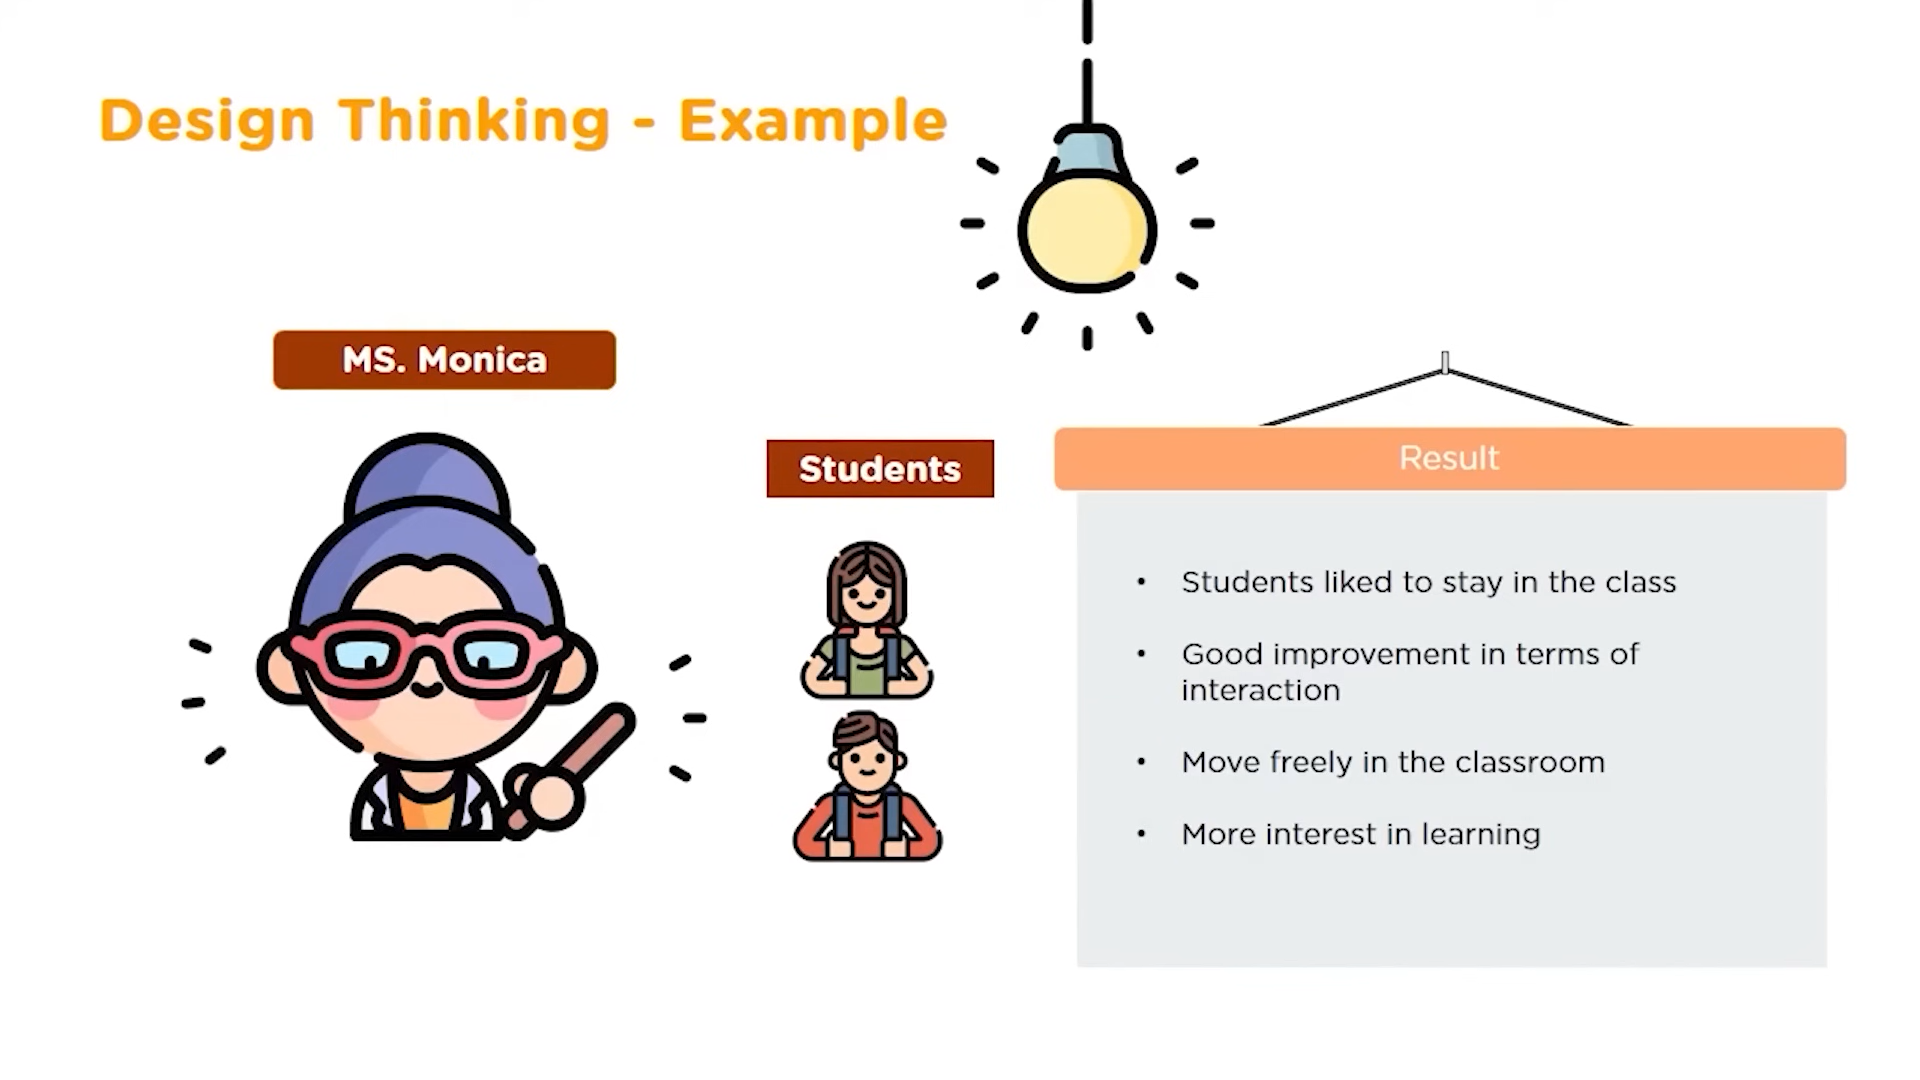 Design Thinking - Example
MS. Monica
Students
Result
• Students liked to stay in the class
• Good improvement in terms of
interaction
• Move freely in the classroom
• More interest in learning